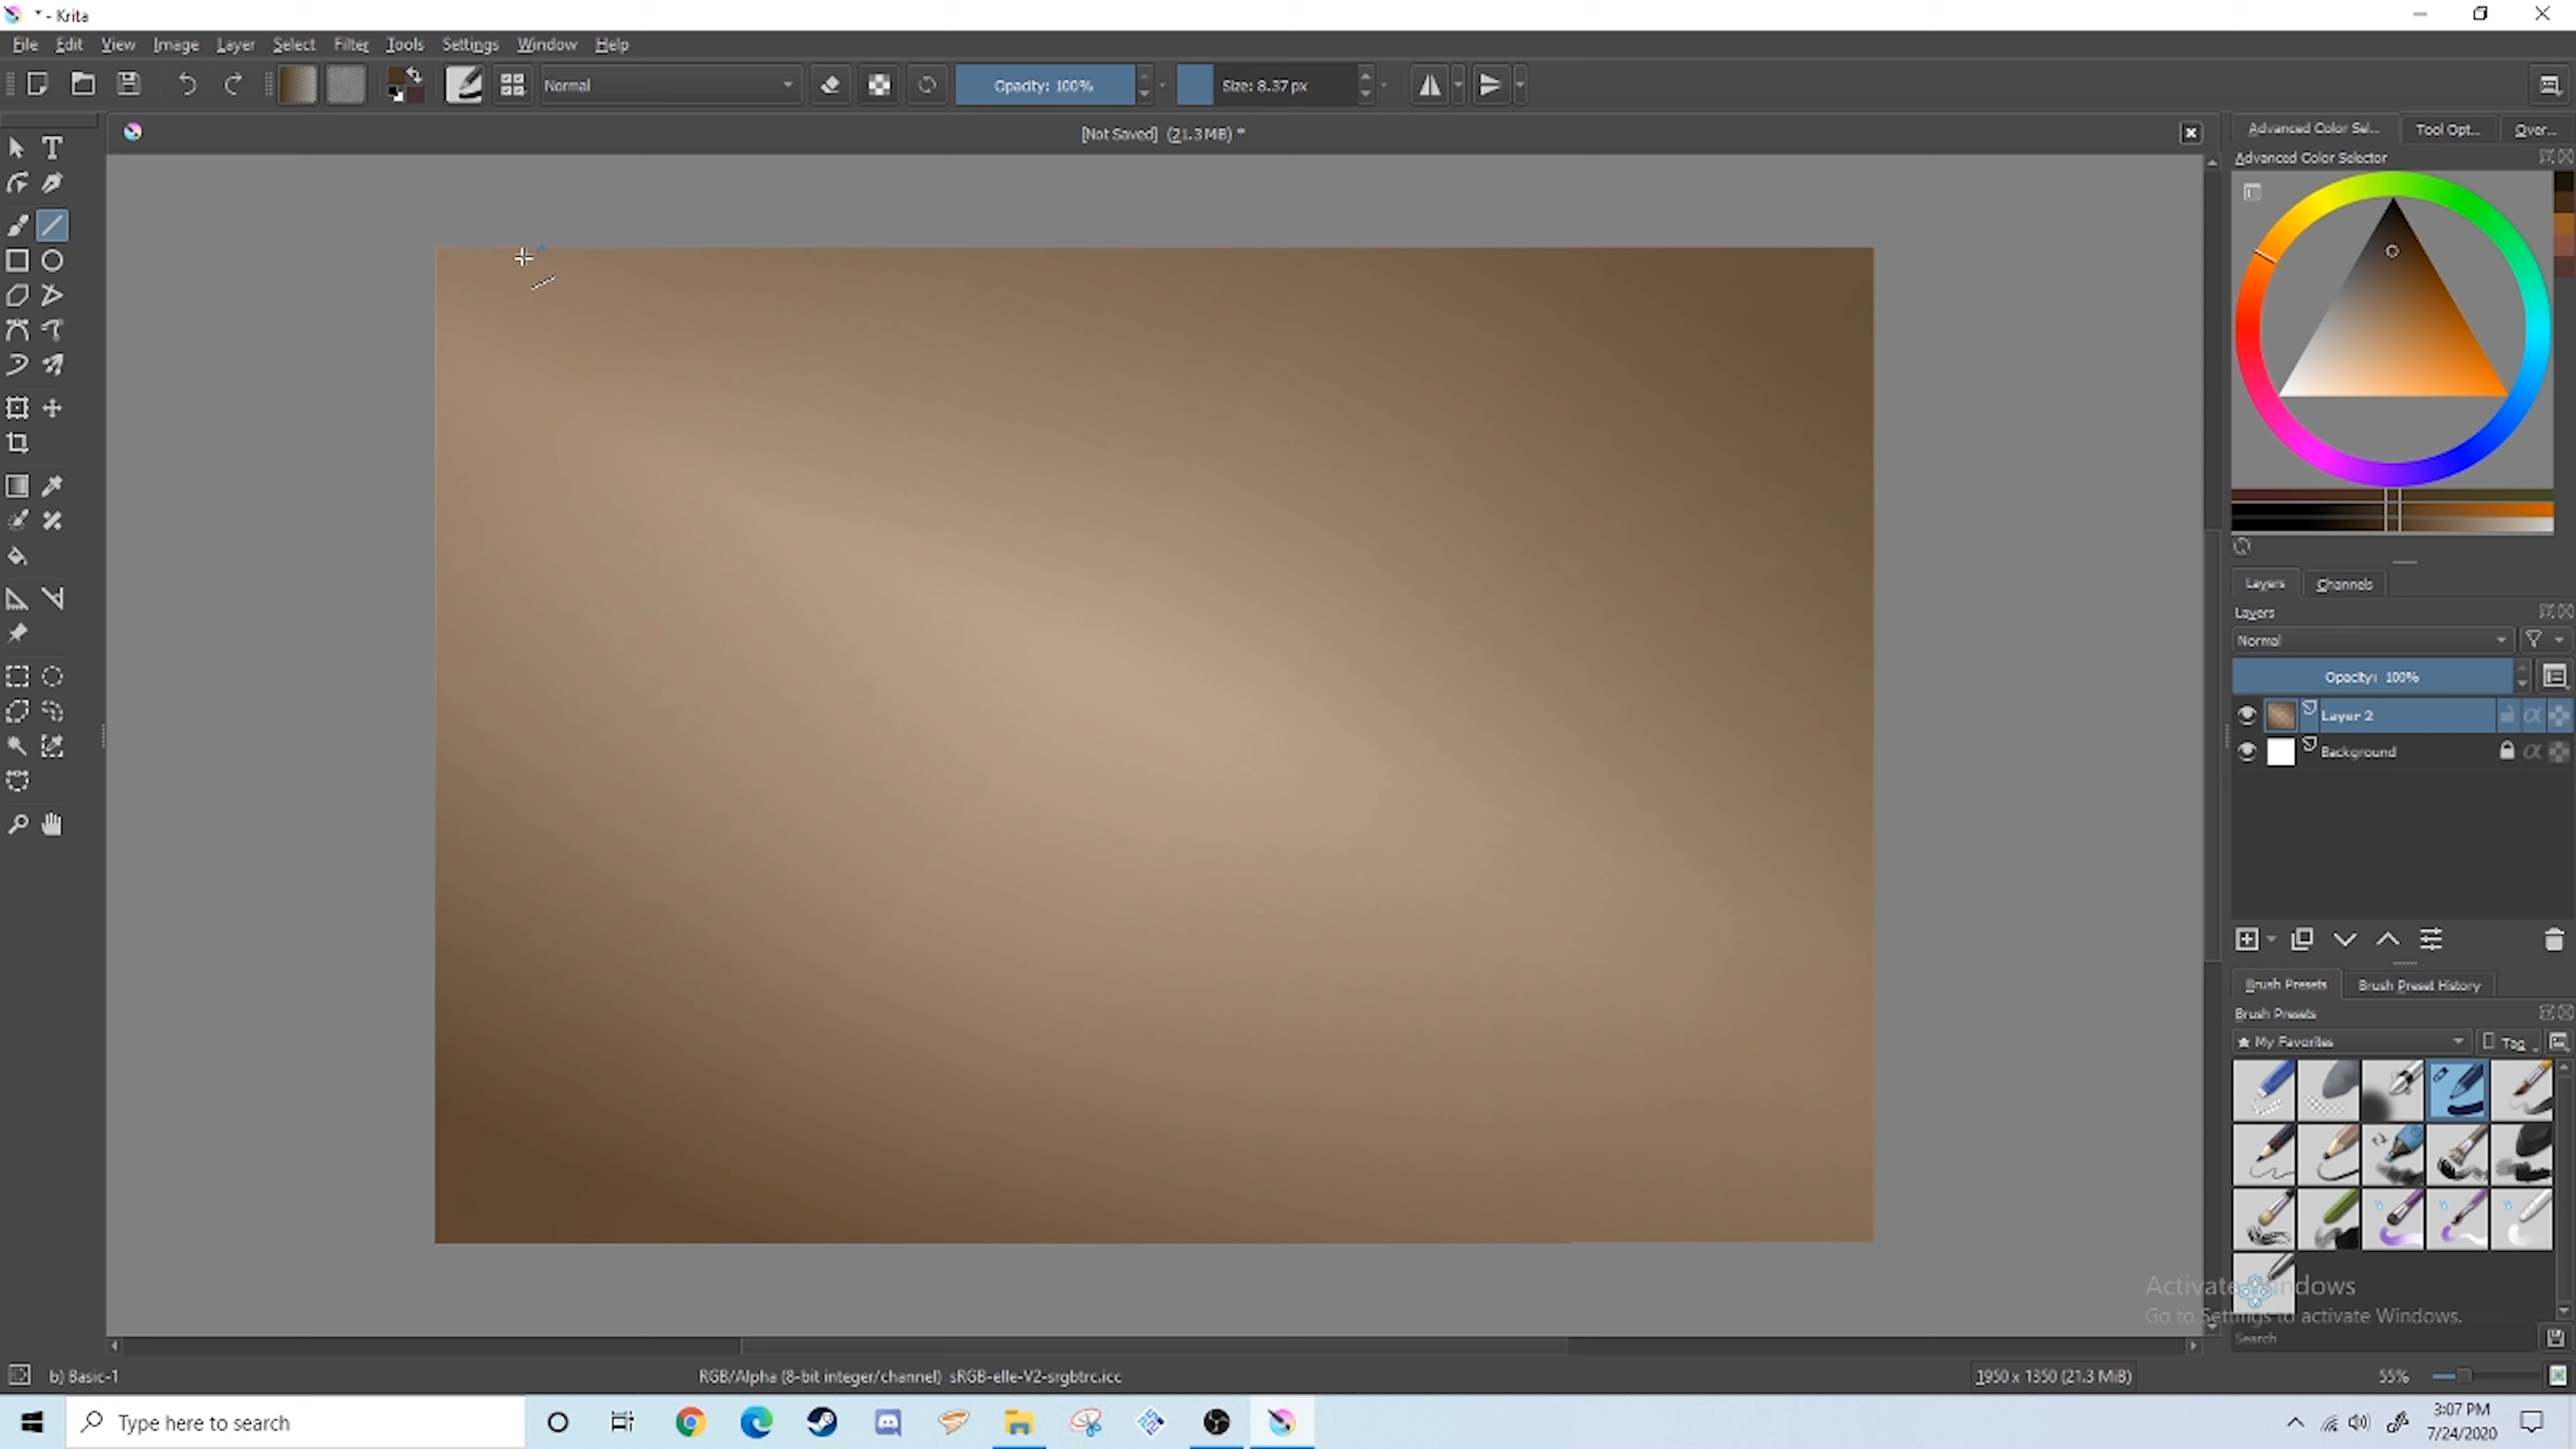 * - Krita
File Edit View Image Layer Select Filter Tools Settings Window Help
Normal Opacity: 100% Size: 8.37 px
[Not Saved] (21.3 MB) *
Advanced Color Sel... Tool Opt... Over...
Advanced Color Selector
Layers Channels
Layers
Normal
Opacity: 100%
Layer 2
Background
Brush Presets Brush Preset History
Brush Presets
My Favorites Tag
Activate Windows
Go to Settings to activate Windows.
Search
b) Basic-1 RGB/Alpha (8-bit integer/channel) sRGB-elle-V2-srgbtrc.icc 1950 x 1350 (21.3 MiB) 55%
Type here to search
3:07 PM
7/24/2020